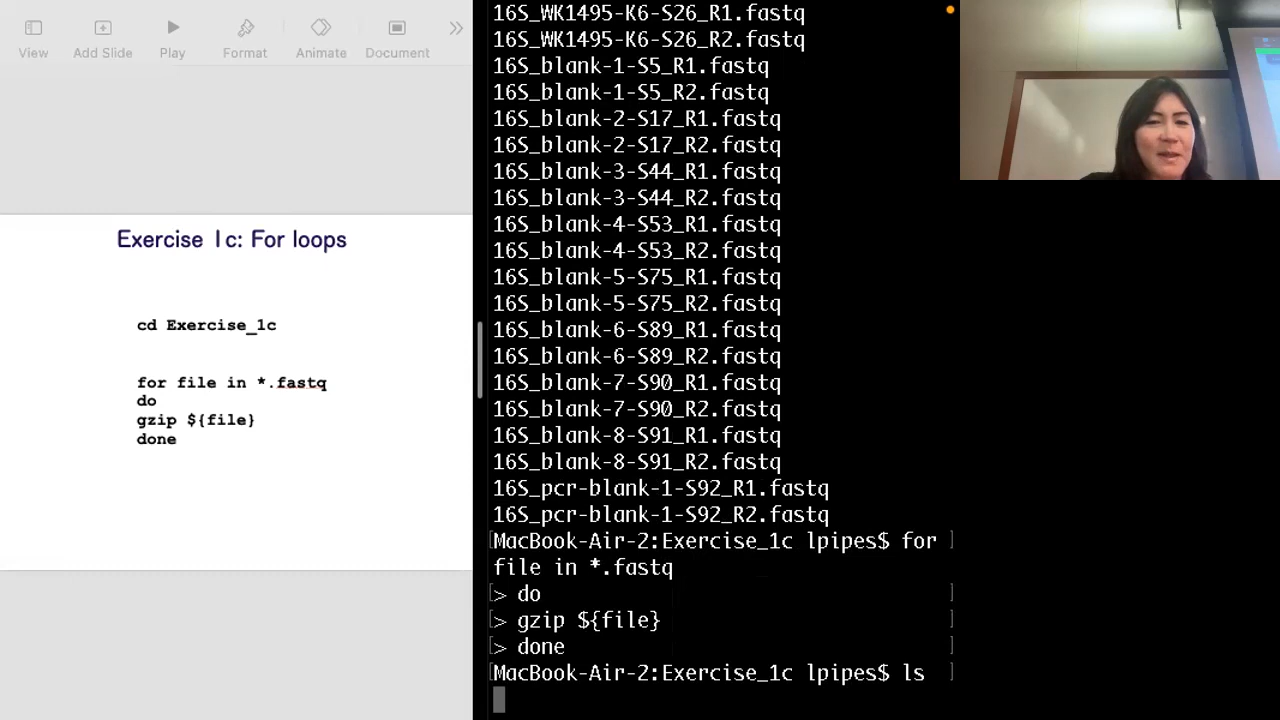 View
Add Slide
Play
Format
Animate
Document
Exercise 1c: For loops
cd Exercise_1c
for file in *.fastq
do
gzip ${file}
done
16S_WK1495-K6-S26_R1.fastq
16S_WK1495-K6-S26_R2.fastq
16S_blank-1-S5_R1.fastq
16S_blank-1-S5_R2.fastq
16S_blank-2-S17_R1.fastq
16S_blank-2-S17_R2.fastq
16S_blank-3-S44_R1.fastq
16S_blank-3-S44_R2.fastq
16S_blank-4-S53_R1.fastq
16S_blank-4-S53_R2.fastq
16S_blank-5-S75_R1.fastq
16S_blank-5-S75_R2.fastq
16S_blank-6-S89_R1.fastq
16S_blank-6-S89_R2.fastq
16S_blank-7-S90_R1.fastq
16S_blank-7-S90_R2.fastq
16S_blank-8-S91_R1.fastq
16S_blank-8-S91_R2.fastq
16S_pcr-blank-1-S92_R1.fastq
16S_pcr-blank-1-S92_R2.fastq
[MacBook-Air-2:Exercise_1c lpipes$ for ]
file in *.fastq
[> do ]
[> gzip ${file} ]
[> done ]
[MacBook-Air-2:Exercise_1c lpipes$ ls ]